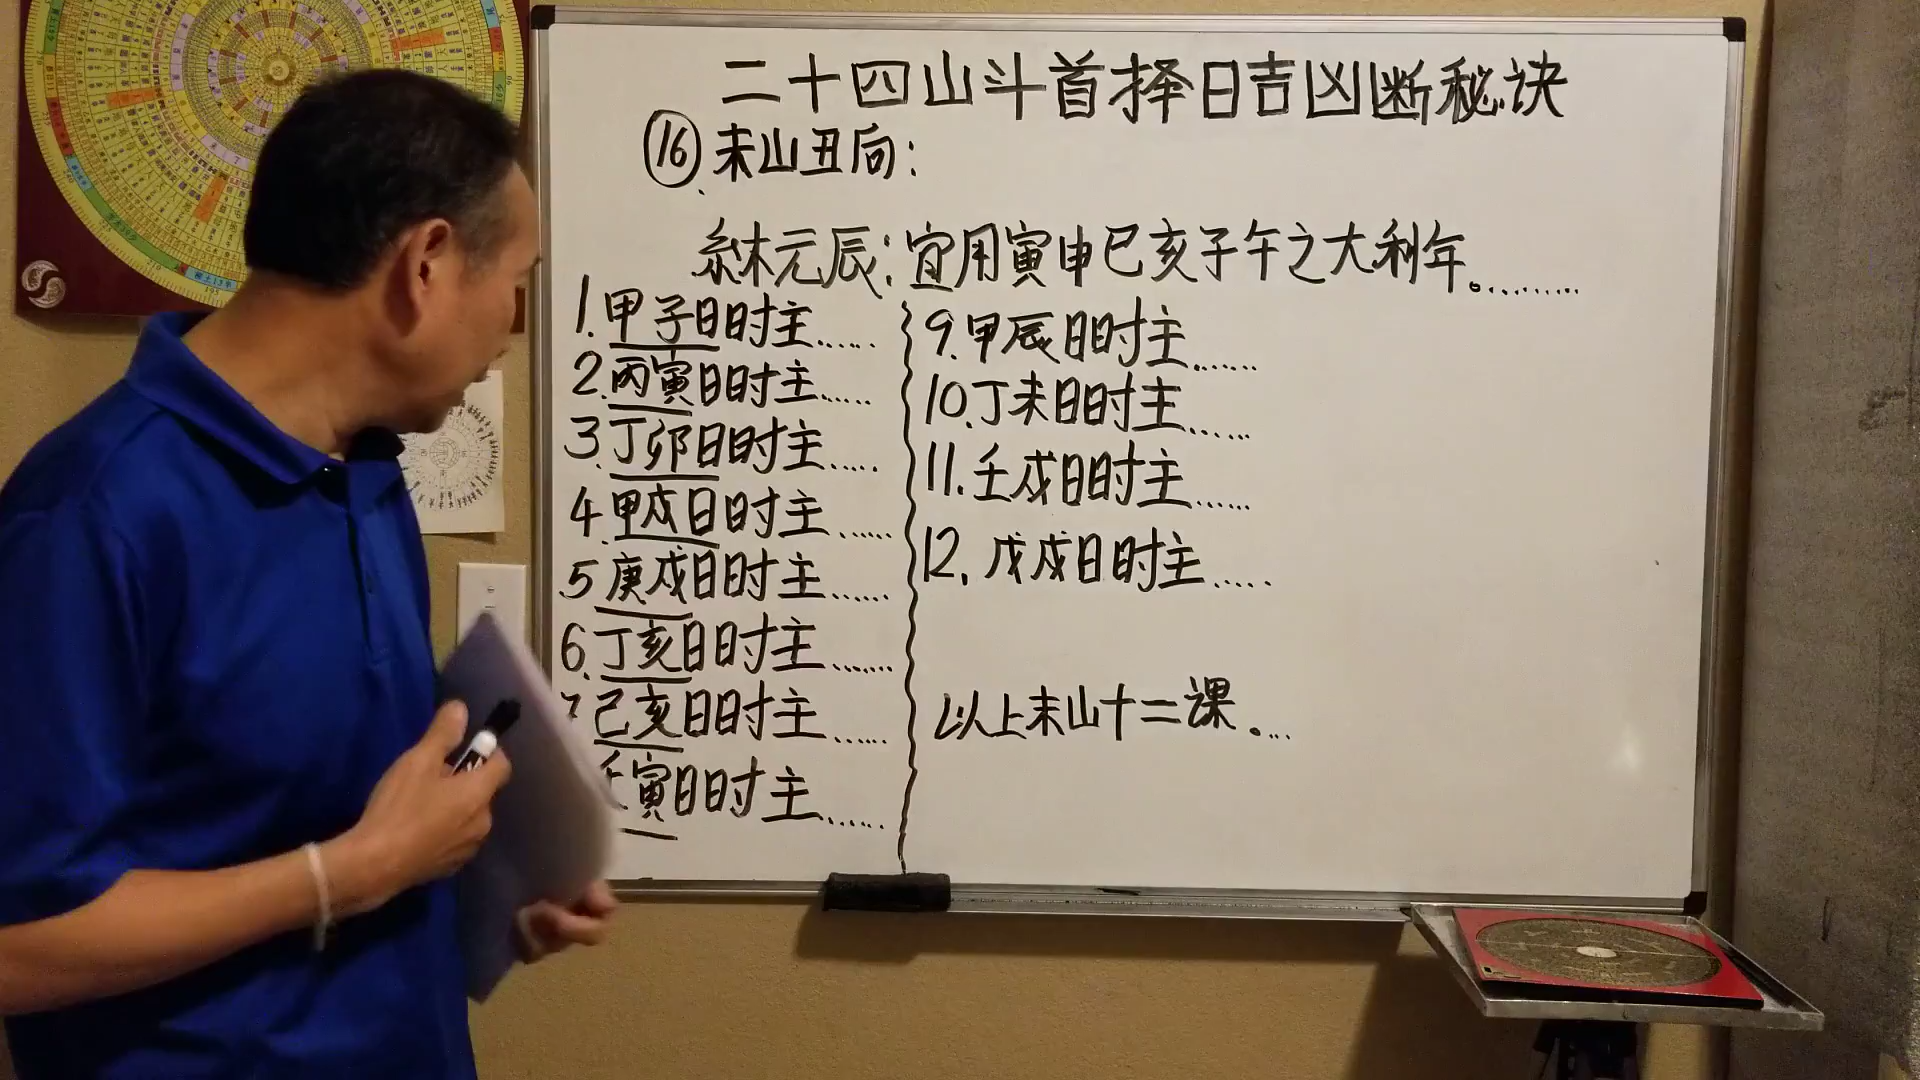 二十四山斗首择日吉凶断秘诀
⑯未山丑向:
系木元辰:宜用寅申巳亥子午之大利年。.........
1.甲子日时主......
2.丙寅日时主.....
3.丁卯日时主.....
4.甲戌日时主......
5庚戌日时主......
6.丁亥日时主.......
7.己亥日时主......
壬寅日时主......
9.甲辰日时主.......
10.丁未日时主......
11.壬戌日时主......
12.戊戌日时主.....
以上未山十二课。...